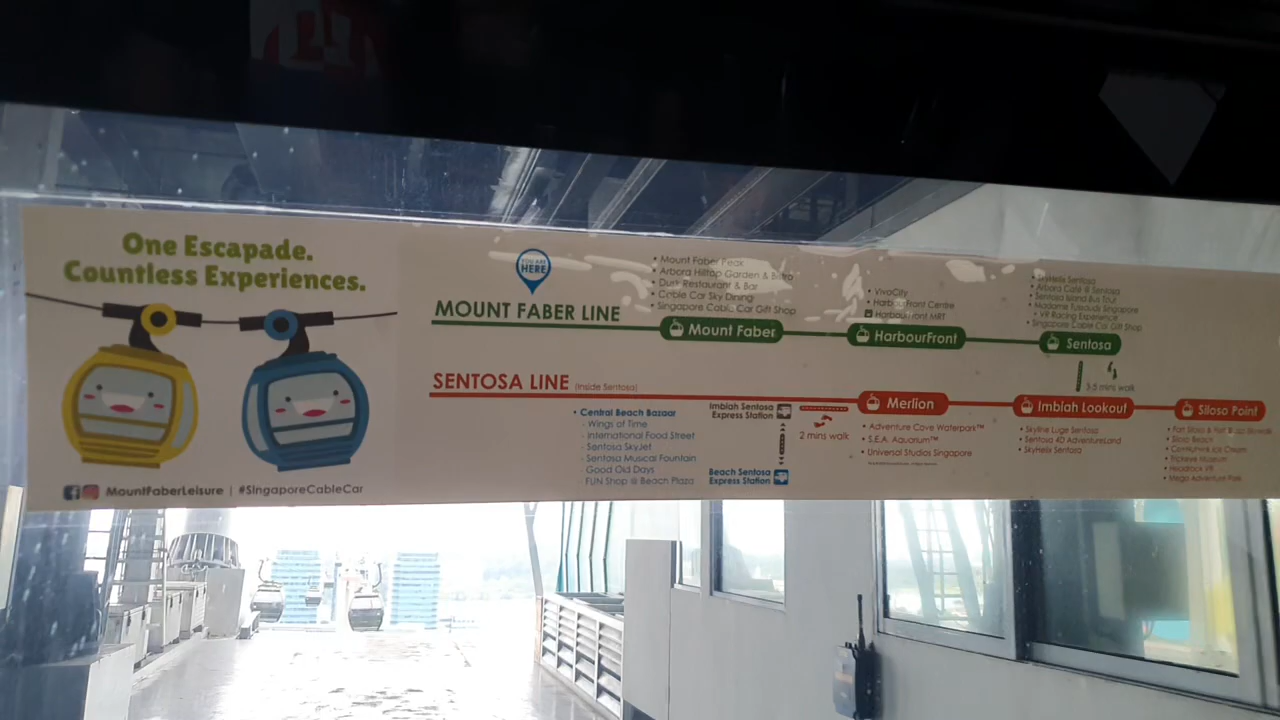 One Escapade.
Countless Experiences.
MountFaberLeisure | #SingaporeCableCar
YOU ARE
HERE
MOUNT FABER LINE
• Mount Faber Peak
• Arbora Hilltop Garden & Bistro
• Dusk Restaurant & Bar
• Cable Car Sky Dining
• Singapore Cable Car Gift Shop
Mount Faber
• VivoCity
• HarbourFront Centre
• HarbourFront MRT
HarbourFront
• SkyHelix Sentosa
• Arbora Café @ Sentosa
• Sentosa Island Bus Tour
• Madame Tussauds Singapore
• VR Racing Experience
• Singapore Cable Car Gift Shop
Sentosa
3-5 mins walk
SENTOSA LINE (Inside Sentosa)
• Central Beach Bazaar
- Wings of Time
- International Food Street
- Sentosa SkyJet
- Sentosa Musical Fountain
- Good Old Days
- FUN Shop @ Beach Plaza
Imbiah Sentosa
Express Station
Beach Sentosa
Express Station
2 mins walk
Merlion
• Adventure Cove Waterpark™
• S.E.A. Aquarium™
• Universal Studios Singapore
Imbiah Lookout
• Skyline Luge Sentosa
• Sentosa 4D AdventureLand
• SkyHelix Sentosa
Siloso Point
• Fort Siloso & Fort Siloso Skywalk
• Siloso Beach
• Trickeye Museum
• Headrock VR
• Mega Adventure Park